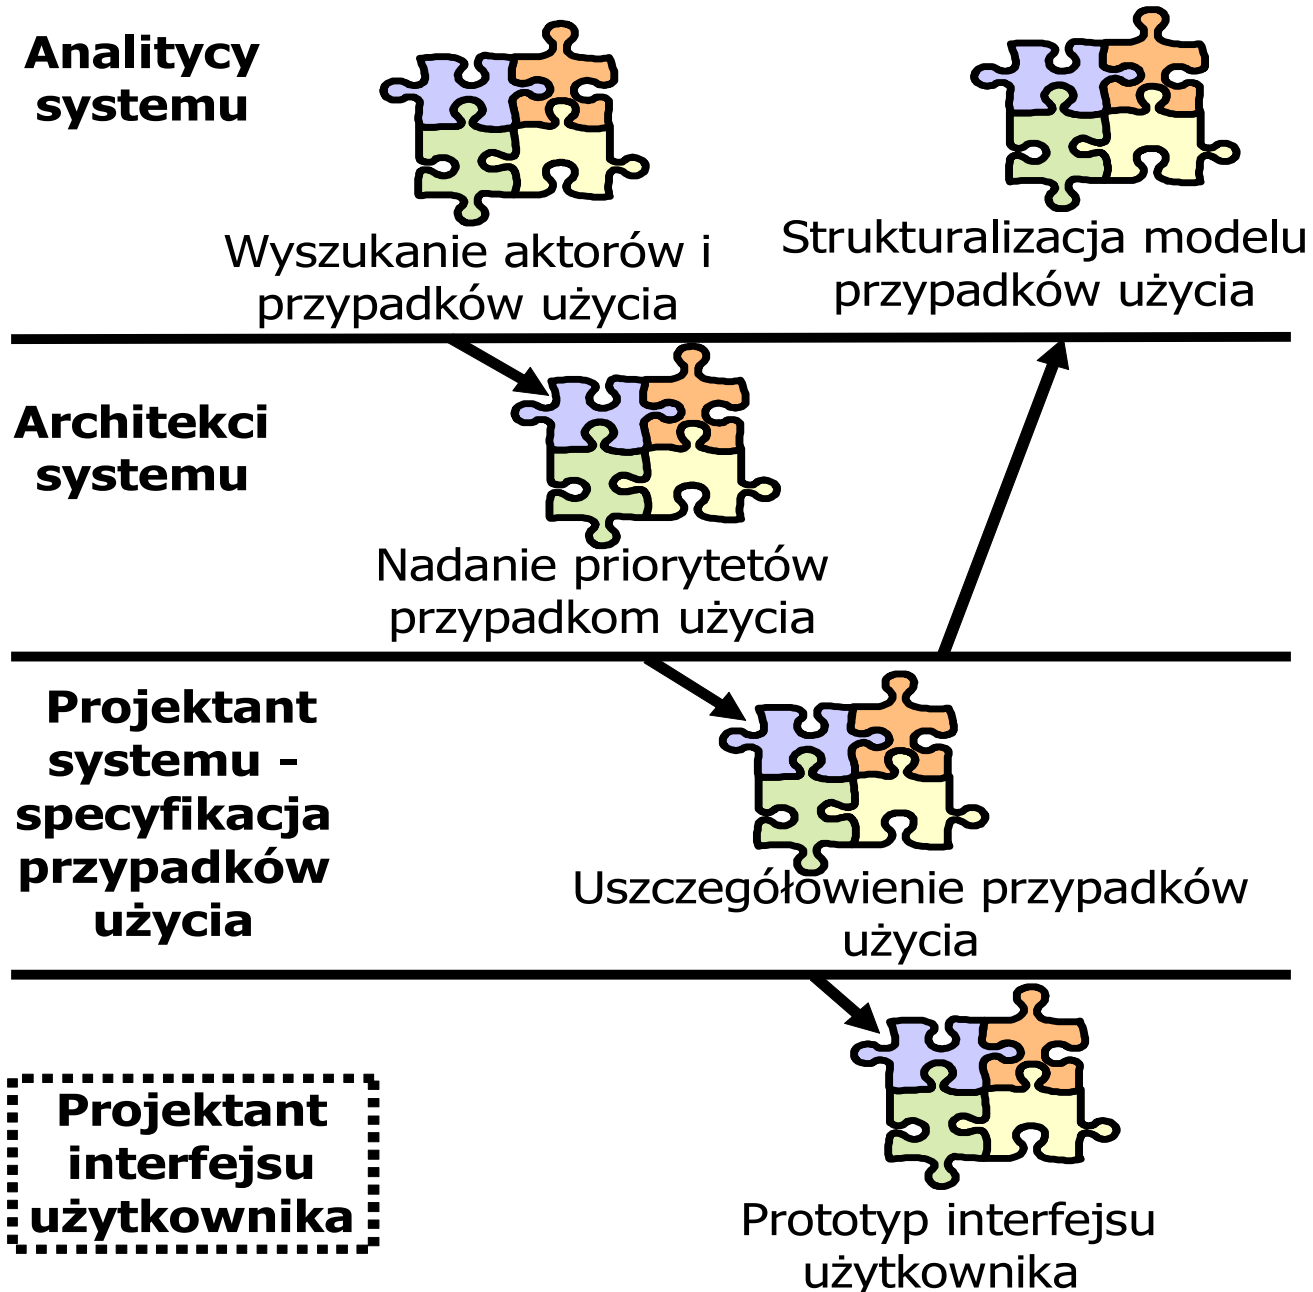 Analitycy
systemu
Wyszukanie aktorów i
przypadków użycia
Strukturalizacja modelu
przypadków użycia
Architekci
systemu
Nadanie priorytetów
przypadkom użycia
Projektant
systemu -
specyfikacja
przypadków
użycia
Uszczegółowienie przypadków
użycia
Projektant
interfejsu
użytkownika
Prototyp interfejsu
użytkownika